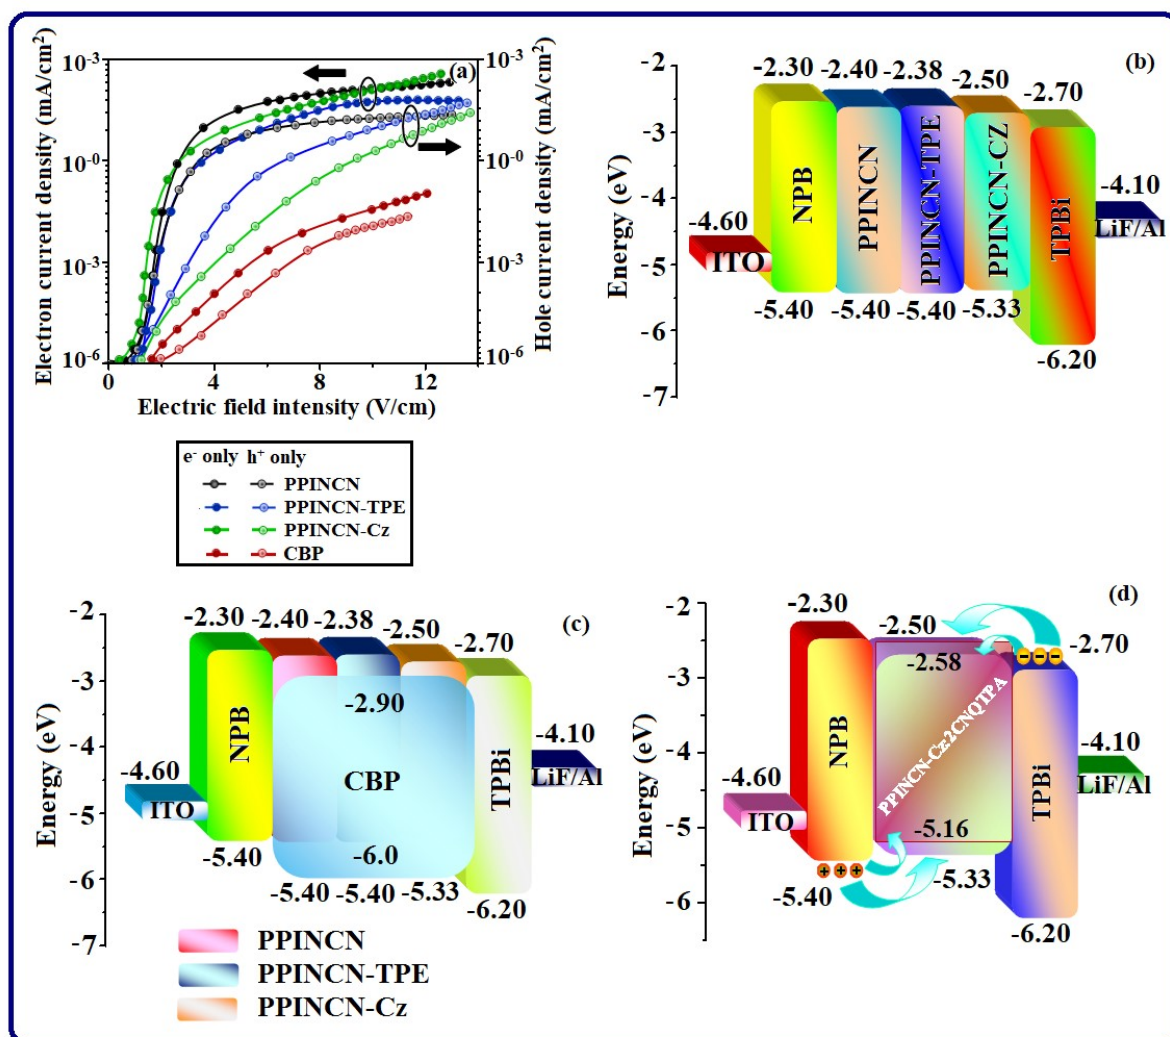 (a)
Electron current density (mA/cm²)
10⁻³
10⁻⁰
10⁻³
10⁻⁶
0 4 8 12
Electric field intensity (V/cm)
10⁻³
10⁻⁰
10⁻³
10⁻⁶
Hole current density (mA/cm²)
e⁻ only h⁺ only
PPINCN
PPINCN-TPE
PPINCN-Cz
CBP
(b)
Energy (eV)
-2
-3
-4
-5
-6
-7
-2.30 -2.40 -2.38 -2.50 -2.70
-4.60
ITO
NPB
PPINCN
PPINCN-TPE
PPINCN-CZ
TPBi
-4.10
LiF/Al
-5.40 -5.40 -5.40 -5.33
-6.20
(c)
Energy (eV)
-2
-3
-4
-5
-6
-7
-2.30 -2.40 -2.38 -2.50 -2.70
-2.90
-4.60
ITO
NPB
CBP
TPBi
-4.10
LiF/Al
-5.40
-6.0
-5.40 -5.40 -5.33
-6.20
PPINCN
PPINCN-TPE
PPINCN-Cz
(d)
Energy (eV)
-2
-3
-4
-5
-6
-2.30 -2.50 -2.70
-2.58
-4.60
ITO
NPB
PPINCN-Cz:2CNQTPA
TPBi
-4.10
LiF/Al
-5.16
-5.40 -5.33
-6.20